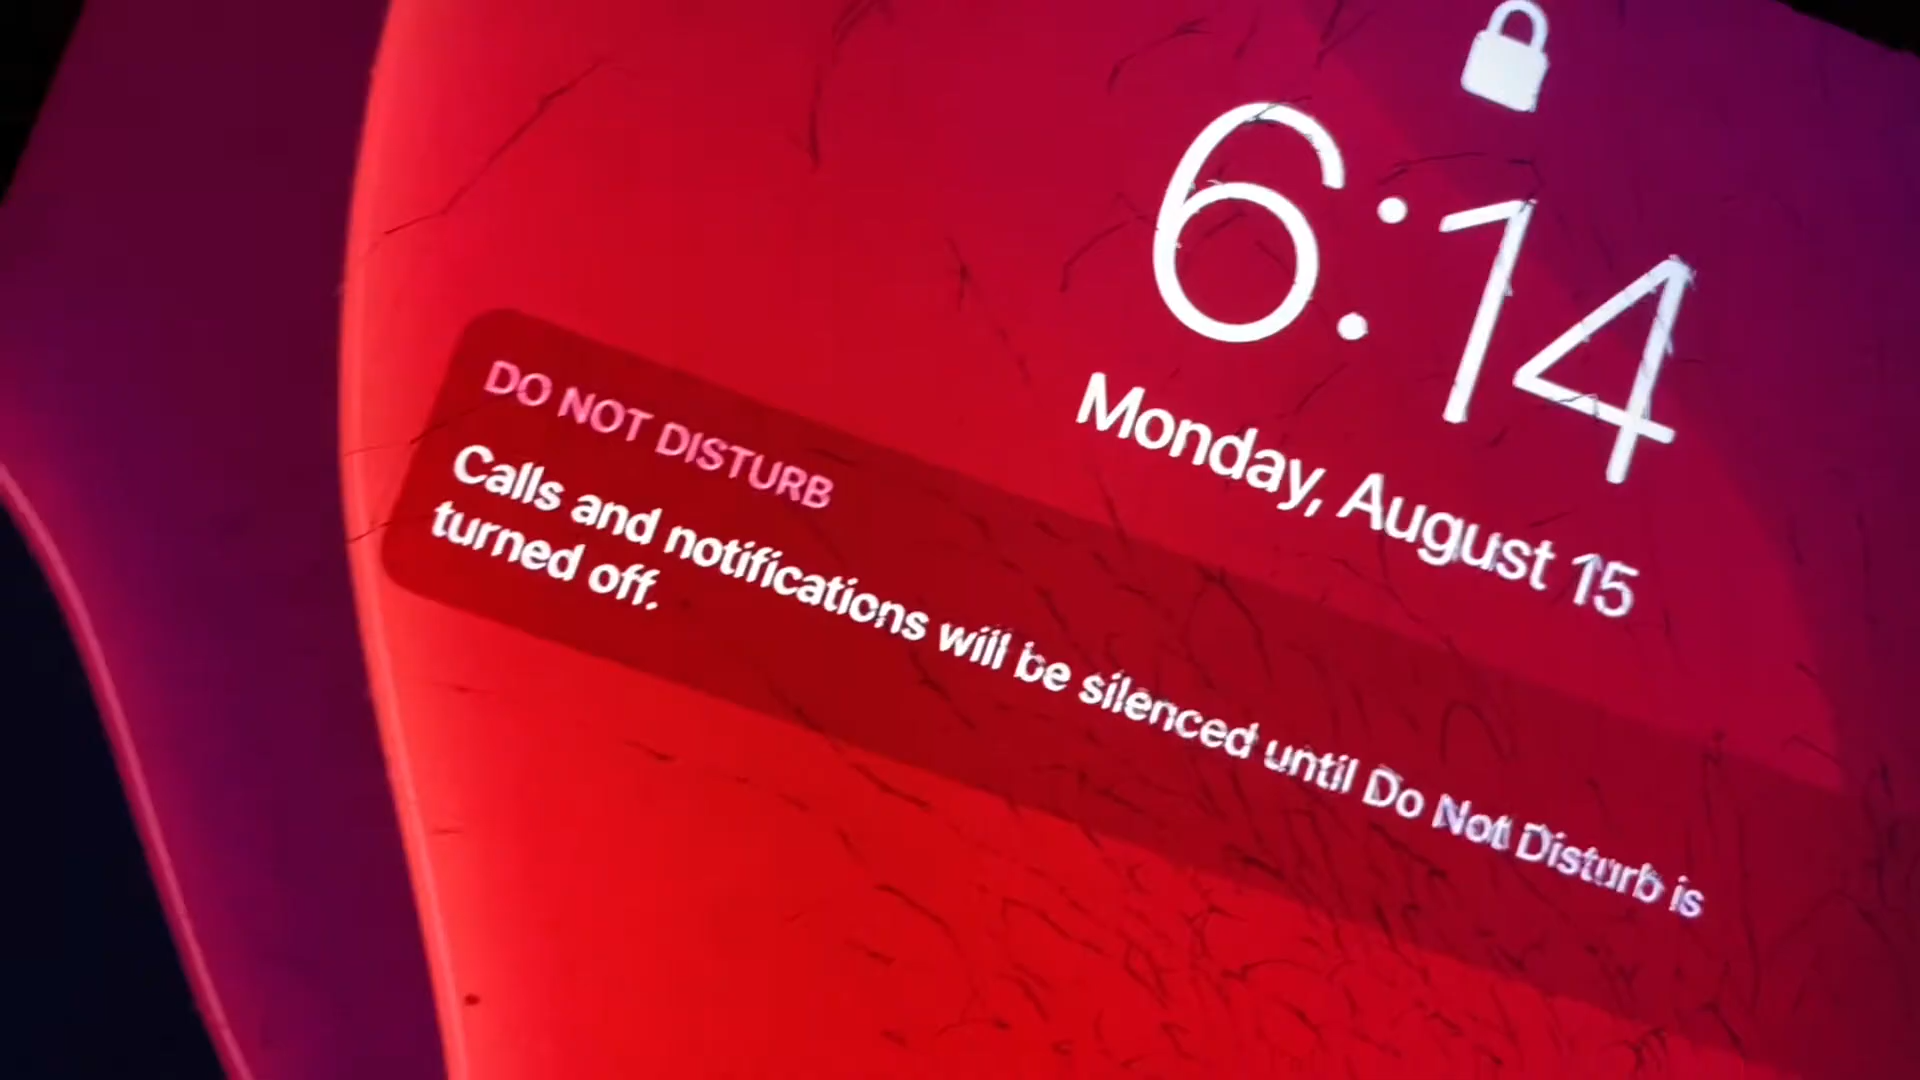 6:14
Monday, August 15
DO NOT DISTURB
Calls and notifications will be silenced until Do Not Disturb is
turned off.